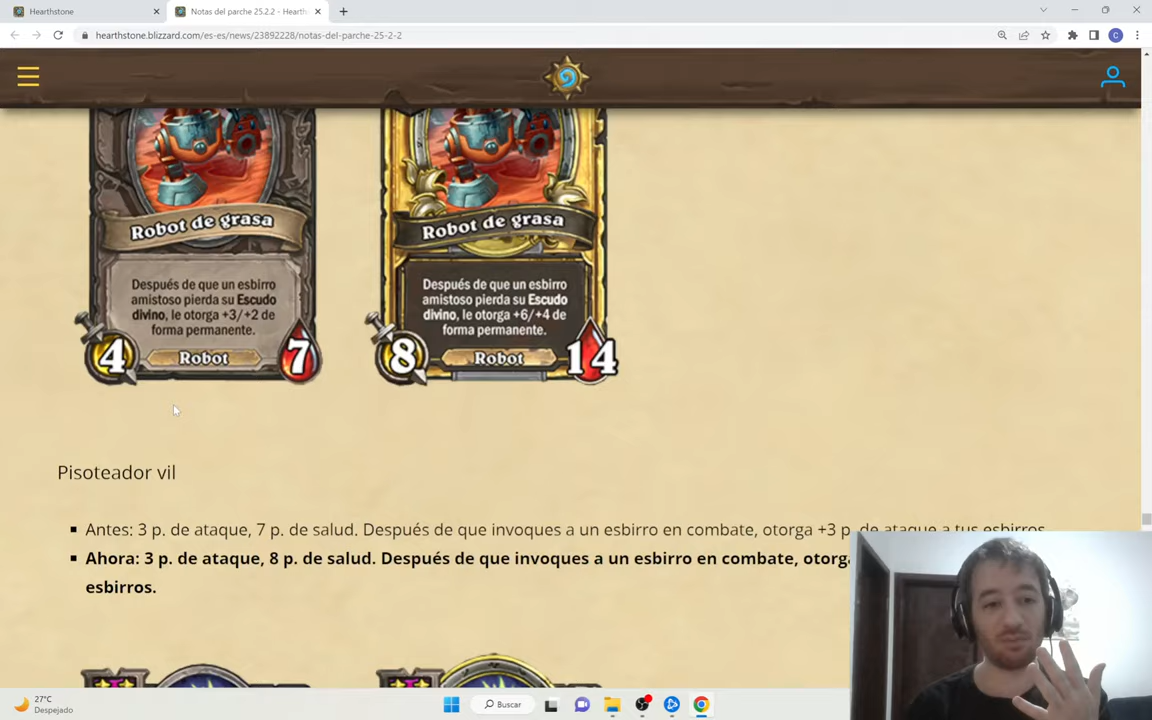 Hearthstone
Notas del parche 25.2.2 - Hearth
hearthstone.blizzard.com/es-es/news/23892228/notas-del-parche-25-2-2
C
Robot de grasa
Robot de grasa
Después de que un esbirro
amistoso pierda su Escudo
divino, le otorga +3/+2 de
forma permanente.
Después de que un esbirro
amistoso pierda su Escudo
divino, le otorga +6/+4 de
forma permanente.
4
Robot
7
8
Robot
14
Pisoteador vil
Antes: 3 p. de ataque, 7 p. de salud. Después de que invoques a un esbirro en combate, otorga +3 p. de ataque a tus esbirros.
Ahora: 3 p. de ataque, 8 p. de salud. Después de que invoques a un esbirro en combate, otorga
esbirros.
27°C
Despejado
Buscar